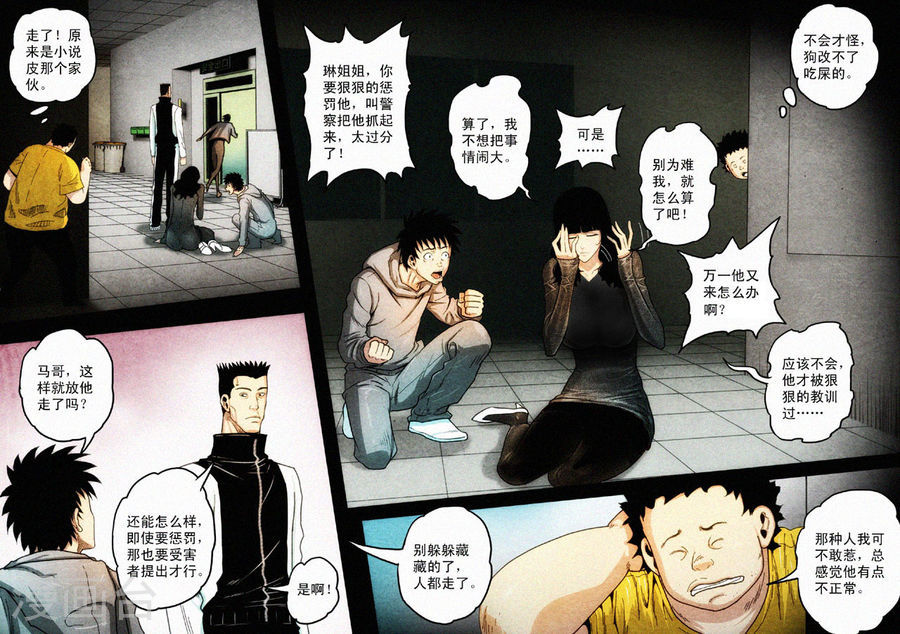 走了！原
来是小说
皮那个家
伙。
琳姐姐，你
要狠狠的惩
罚他，叫警
察把他抓起
来，太过分
了！
算了，我
不想把事
情闹大。
可是
……
别为难
我，就
怎么算
了吧！
不会才怪，
狗改不了
吃屎的。
万一他又
来怎么办
啊？
应该不会，
他才被狠
狠的教训
过……
马哥，这
样就放他
走了吗？
还能怎么样，
即使要惩罚，
那也要受害
者提出才行。
是啊！
别躲躲藏
藏的了，
人都走了。
那种人我可
不敢惹，总
感觉他有点
不正常。
漫画台